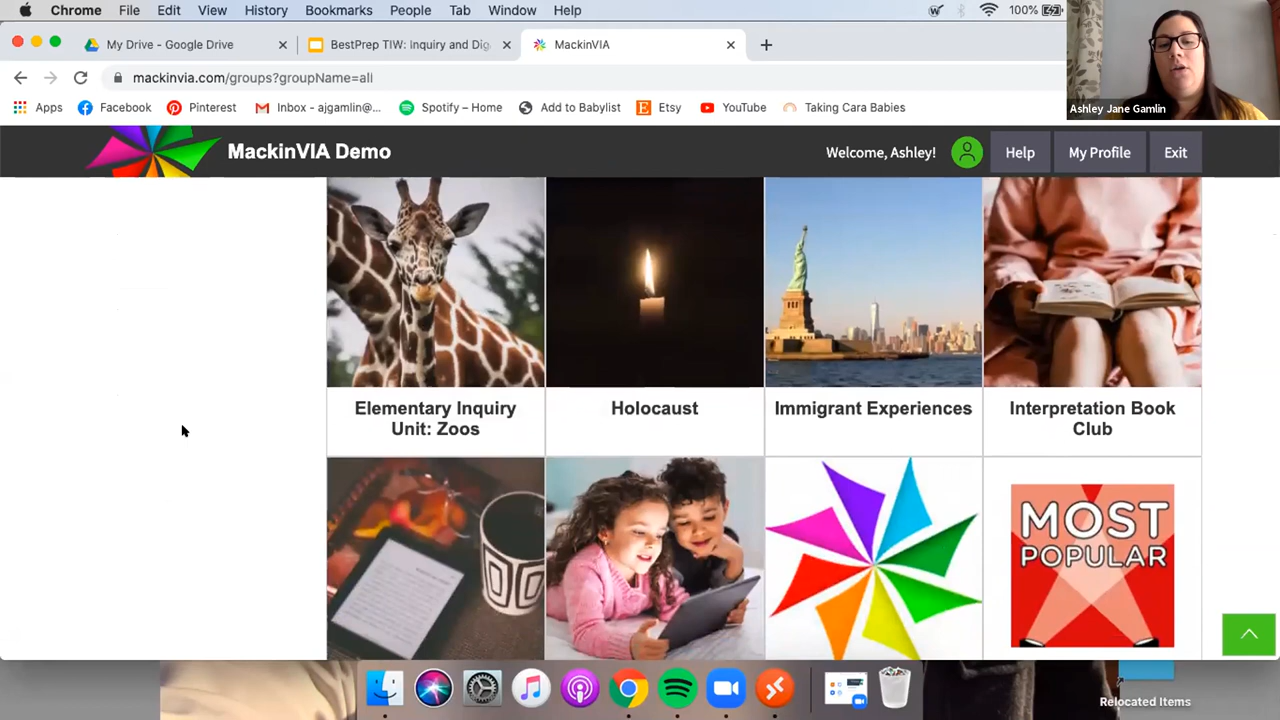 Chrome File Edit View History Bookmarks People Tab Window Help 100%
My Drive - Google Drive BestPrep TIW: Inquiry and Dig MackinVIA
mackinvia.com/groups?groupName=all
Apps Facebook Pinterest Inbox - ajgamlin@... Spotify – Home Add to Babylist Etsy YouTube Taking Cara Babies
Ashley Jane Gamlin
MackinVIA Demo Welcome, Ashley! Help My Profile Exit
Elementary Inquiry
Unit: Zoos
Holocaust
Immigrant Experiences
Interpretation Book
Club
MOST
POPULAR
Relocated Items